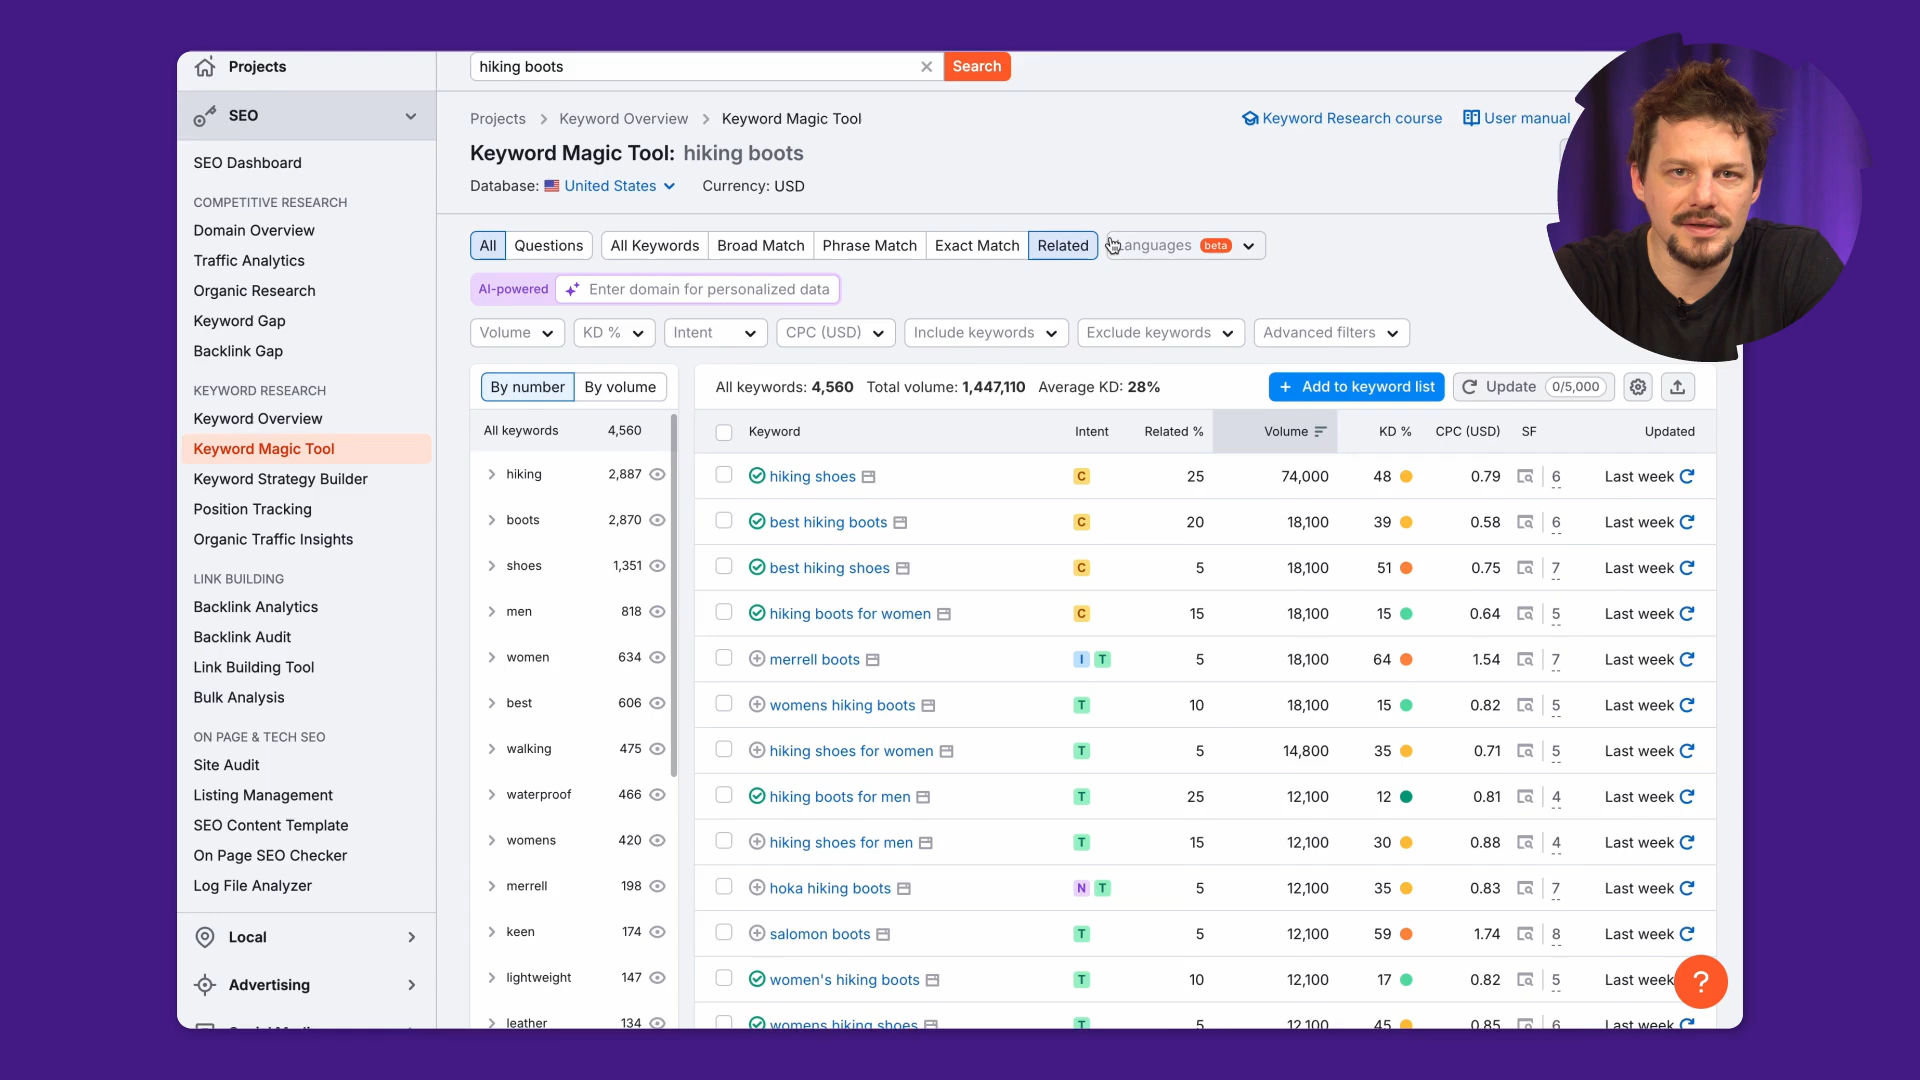 Projects
hiking boots
Search
SEO
Projects > Keyword Overview > Keyword Magic Tool
Keyword Research course
User manual
SEO Dashboard
Keyword Magic Tool: hiking boots
Database: United States Currency: USD
COMPETITIVE RESEARCH
Domain Overview
Traffic Analytics
Organic Research
Keyword Gap
Backlink Gap
KEYWORD RESEARCH
Keyword Overview
Keyword Magic Tool
Keyword Strategy Builder
Position Tracking
Organic Traffic Insights
LINK BUILDING
Backlink Analytics
Backlink Audit
Link Building Tool
Bulk Analysis
ON PAGE & TECH SEO
Site Audit
Listing Management
SEO Content Template
On Page SEO Checker
Log File Analyzer
Local
Advertising
All Questions All Keywords Broad Match Phrase Match Exact Match Related Languages beta
AI-powered Enter domain for personalized data
Volume KD % Intent CPC (USD) Include keywords Exclude keywords Advanced filters
By number By volume
All keywords 4,560
hiking 2,887
boots 2,870
shoes 1,351
men 818
women 634
best 606
walking 475
waterproof 466
womens 420
merrell 198
keen 174
lightweight 147
leather 134
All keywords: 4,560 Total volume: 1,447,110 Average KD: 28%
+ Add to keyword list
Update 0/5,000
Keyword Intent Related % Volume KD % CPC (USD) SF Updated
hiking shoes C 25 74,000 48 0.79 6 Last week
best hiking boots C 20 18,100 39 0.58 6 Last week
best hiking shoes C 5 18,100 51 0.75 7 Last week
hiking boots for women C 15 18,100 15 0.64 5 Last week
merrell boots I T 5 18,100 64 1.54 7 Last week
womens hiking boots T 10 18,100 15 0.82 5 Last week
hiking shoes for women T 5 14,800 35 0.71 5 Last week
hiking boots for men T 25 12,100 12 0.81 4 Last week
hiking shoes for men T 15 12,100 30 0.88 4 Last week
hoka hiking boots N T 5 12,100 35 0.83 7 Last week
salomon boots T 5 12,100 59 1.74 8 Last week
women's hiking boots T 10 12,100 17 0.82 5 Last week
womens hiking shoes T 5 12,100 45 0.85 6 Last week
?